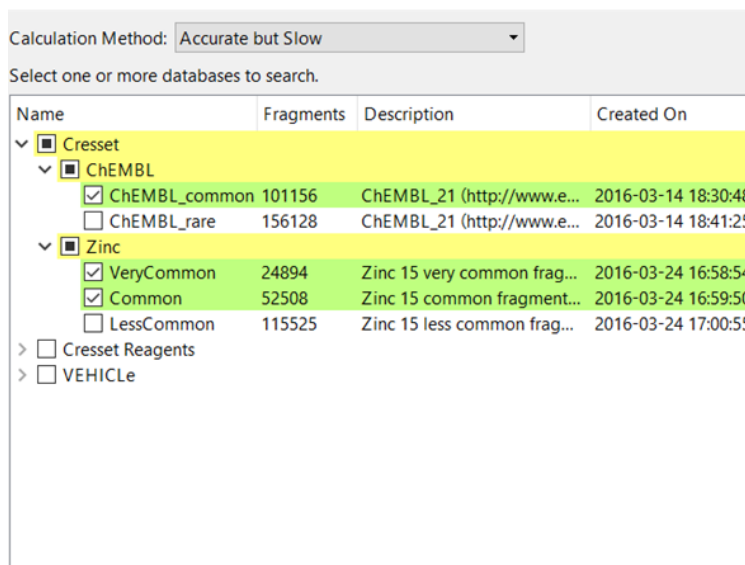 Calculation Method: Accurate but Slow
Select one or more databases to search.
Name Fragments Description Created On
Cresset
ChEMBL
ChEMBL_common 101156 ChEMBL_21 (http://www.e... 2016-03-14 18:30:48
ChEMBL_rare 156128 ChEMBL_21 (http://www.e... 2016-03-14 18:41:25
Zinc
VeryCommon 24894 Zinc 15 very common frag... 2016-03-24 16:58:54
Common 52508 Zinc 15 common fragment... 2016-03-24 16:59:50
LessCommon 115525 Zinc 15 less common frag... 2016-03-24 17:00:55
Cresset Reagents
VEHICLe